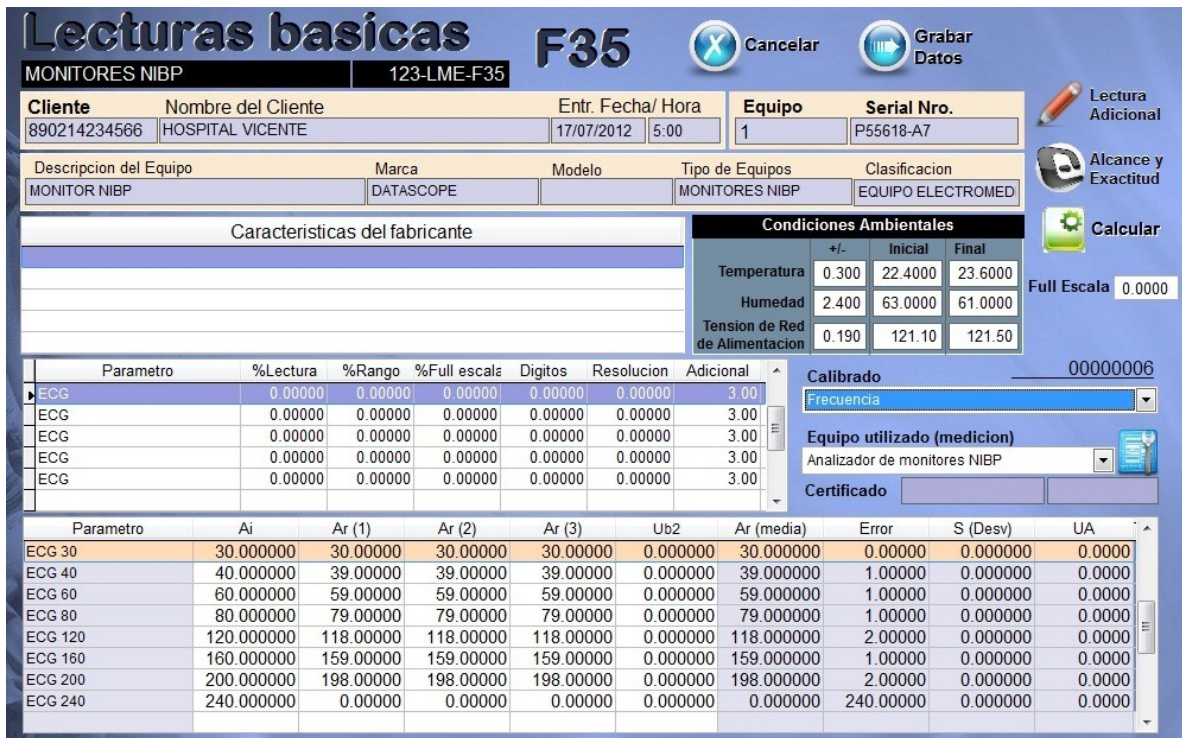 Lecturas basicas F35 Cancelar Grabar Datos
MONITORES NIBP 123-LME-F35
Cliente Nombre del Cliente Entr. Fecha/ Hora Equipo Serial Nro. Lectura Adicional
890214234566 HOSPITAL VICENTE 17/07/2012 5:00 1 P55618-A7
Descripcion del Equipo Marca Modelo Tipo de Equipos Clasificacion Alcance y Exactitud
MONITOR NIBP DATASCOPE MONITORES NIBP EQUIPO ELECTROMED
Caracteristicas del fabricante
Condiciones Ambientales
Calcular
+/- Inicial Final
Temperatura 0.300 22.4000 23.6000
Humedad 2.400 63.0000 61.0000
Tension de Red de Alimentacion 0.190 121.10 121.50
Full Escala 0.0000
Parametro %Lectura %Rango %Full escala Digitos Resolucion Adicional
ECG 0.00000 0.00000 0.00000 0.00000 0.00000 3.00
ECG 0.00000 0.00000 0.00000 0.00000 0.00000 3.00
ECG 0.00000 0.00000 0.00000 0.00000 0.00000 3.00
ECG 0.00000 0.00000 0.00000 0.00000 0.00000 3.00
ECG 0.00000 0.00000 0.00000 0.00000 0.00000 3.00
Calibrado 00000006
Frecuencia
Equipo utilizado (medicion)
Analizador de monitores NIBP
Certificado
Parametro Ai Ar (1) Ar (2) Ar (3) Ub2 Ar (media) Error S (Desv) UA
ECG 30 30.000000 30.00000 30.00000 30.00000 0.000000 30.000000 0.00000 0.000000 0.0000
ECG 40 40.000000 39.00000 39.00000 39.00000 0.000000 39.000000 1.00000 0.000000 0.0000
ECG 60 60.000000 59.00000 59.00000 59.00000 0.000000 59.000000 1.00000 0.000000 0.0000
ECG 80 80.000000 79.00000 79.00000 79.00000 0.000000 79.000000 1.00000 0.000000 0.0000
ECG 120 120.000000 118.00000 118.00000 118.00000 0.000000 118.000000 2.00000 0.000000 0.0000
ECG 160 160.000000 159.00000 159.00000 159.00000 0.000000 159.000000 1.00000 0.000000 0.0000
ECG 200 200.000000 198.00000 198.00000 198.00000 0.000000 198.000000 2.00000 0.000000 0.0000
ECG 240 240.000000 0.00000 0.00000 0.00000 0.000000 0.000000 240.00000 0.000000 0.0000